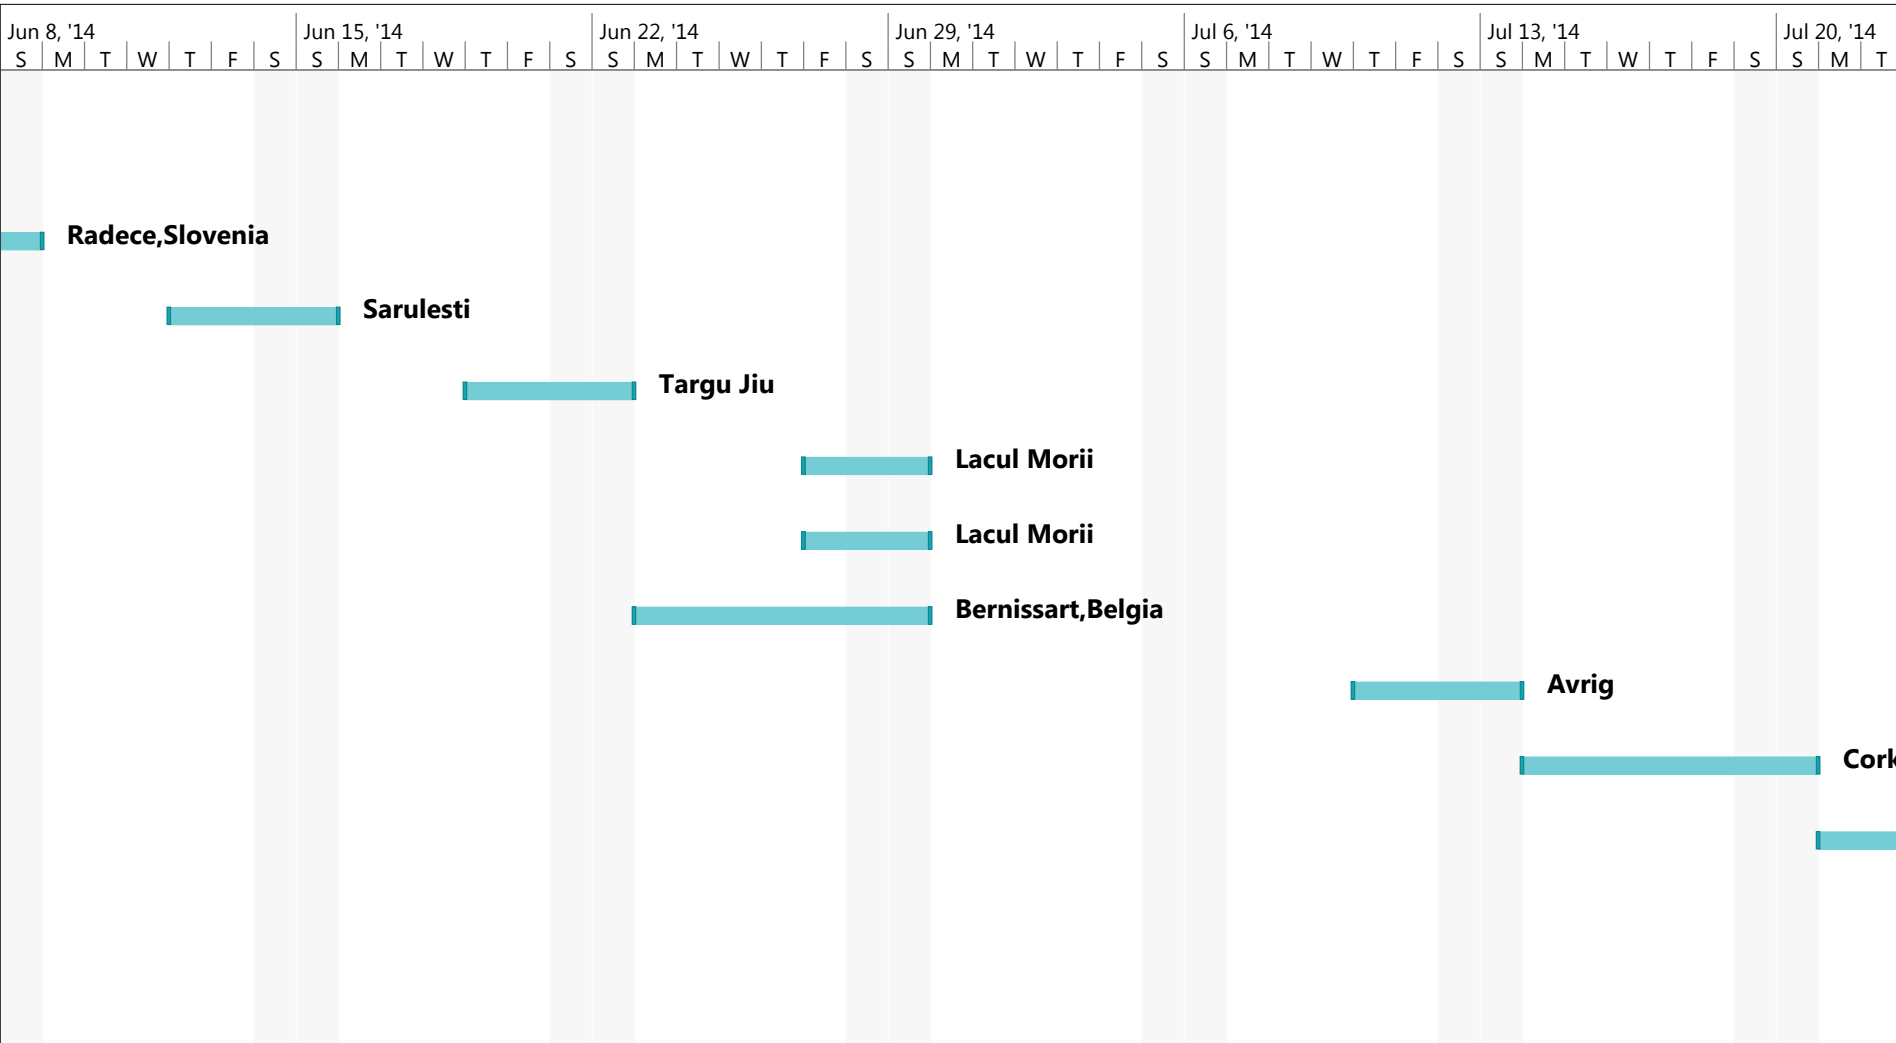 Jun 8, '14 Jun 15, '14 Jun 22, '14 Jun 29, '14 Jul 6, '14 Jul 13, '14 Jul 20, '14
S M T W T F S S M T W T F S S M T W T F S S M T W T F S S M T W T F S S M T W T F S S M T
Radece,Slovenia
Sarulesti
Targu Jiu
Lacul Morii
Lacul Morii
Bernissart,Belgia
Avrig
Cork